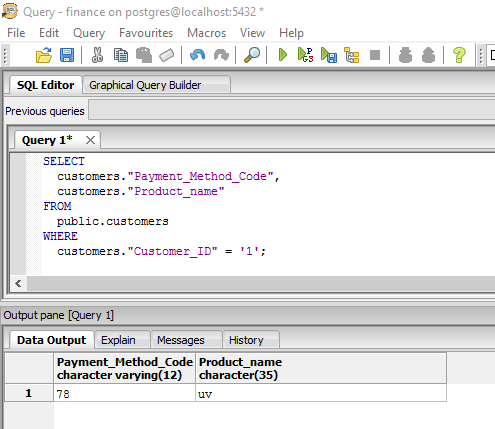 Query - finance on postgres@localhost:5432 *
File Edit Query Favourites Macros View Help
SQL Editor Graphical Query Builder
Previous queries
Query 1*
SELECT
customers."Payment_Method_Code",
customers."Product_name"
FROM
public.customers
WHERE
customers."Customer_ID" = '1';
Output pane [Query 1]
Data Output Explain Messages History
Payment_Method_Code Product_name
character varying(12) character(35)
1 78 uv